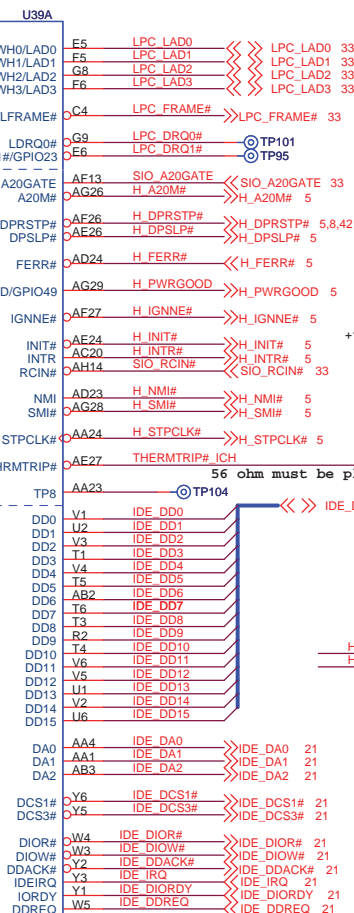 U39A
WH0/LAD0 E5 LPC_LAD0 LPC_LAD0 33
WH1/LAD1 F5 LPC_LAD1 LPC_LAD1 33
WH2/LAD2 G8 LPC_LAD2 LPC_LAD2 33
WH3/LAD3 F6 LPC_LAD3 LPC_LAD3 33
LFRAME# C4 LPC_FRAME# LPC_FRAME# 33
LDRQ0# G9 LPC_DRQ0# TP101
1#/GPIO23 E6 LPC_DRQ1# TP95
A20GATE AF13 SIO_A20GATE SIO_A20GATE 33
A20M# AG26 H_A20M# H_A20M# 5
DPRSTP# AF26 H_DPRSTP# H_DPRSTP# 5,8,42
DPSLP# AE26 H_DPSLP# H_DPSLP# 5
FERR# AD24 H_FERR# H_FERR# 5
D/GPIO49 AG29 H_PWRGOOD H_PWRGOOD 5
IGNNE# AF27 H_IGNNE# H_IGNNE# 5
INIT# AE24 H_INIT# H_INIT# 5
INTR AC20 H_INTR# H_INTR# 5
RCIN# AH14 SIO_RCIN# SIO_RCIN# 33
NMI AD23 H_NMI# H_NMI# 5
SMI# AG28 H_SMI# H_SMI# 5
STPCLK# AA24 H_STPCLK# H_STPCLK# 5
HRMTRIP# AE27 THERMTRIP#_ICH
56 ohm must be pl
TP8 AA23 TP104
IDE_D
DD0 V1 IDE_DD0
DD1 U2 IDE_DD1
DD2 V3 IDE_DD2
DD3 T1 IDE_DD3
DD4 V4 IDE_DD4
DD5 T5 IDE_DD5
DD6 AB2 IDE_DD6
DD7 T6 IDE_DD7
DD8 T3 IDE_DD8
DD9 R2 IDE_DD9
DD10 T4 IDE_DD10 H
DD11 V6 IDE_DD11 H
DD12 V5 IDE_DD12
DD13 U1 IDE_DD13
DD14 V2 IDE_DD14
DD15 U6 IDE_DD15
DA0 AA4 IDE_DA0 IDE_DA0 21
DA1 AA1 IDE_DA1 IDE_DA1 21
DA2 AB3 IDE_DA2 IDE_DA2 21
DCS1# Y6 IDE_DCS1# IDE_DCS1# 21
DCS3# Y5 IDE_DCS3# IDE_DCS3# 21
DIOR# W4 IDE_DIOR# IDE_DIOR# 21
DIOW# W3 IDE_DIOW# IDE_DIOW# 21
DDACK# Y2 IDE_DDACK# IDE_DDACK# 21
IDEIRQ Y3 IDE_IRQ IDE_IRQ 21
IORDY Y1 IDE_DIORDY IDE_DIORDY 21
DDREQ W5 IDE_DDREQ IDE_DDREQ 21